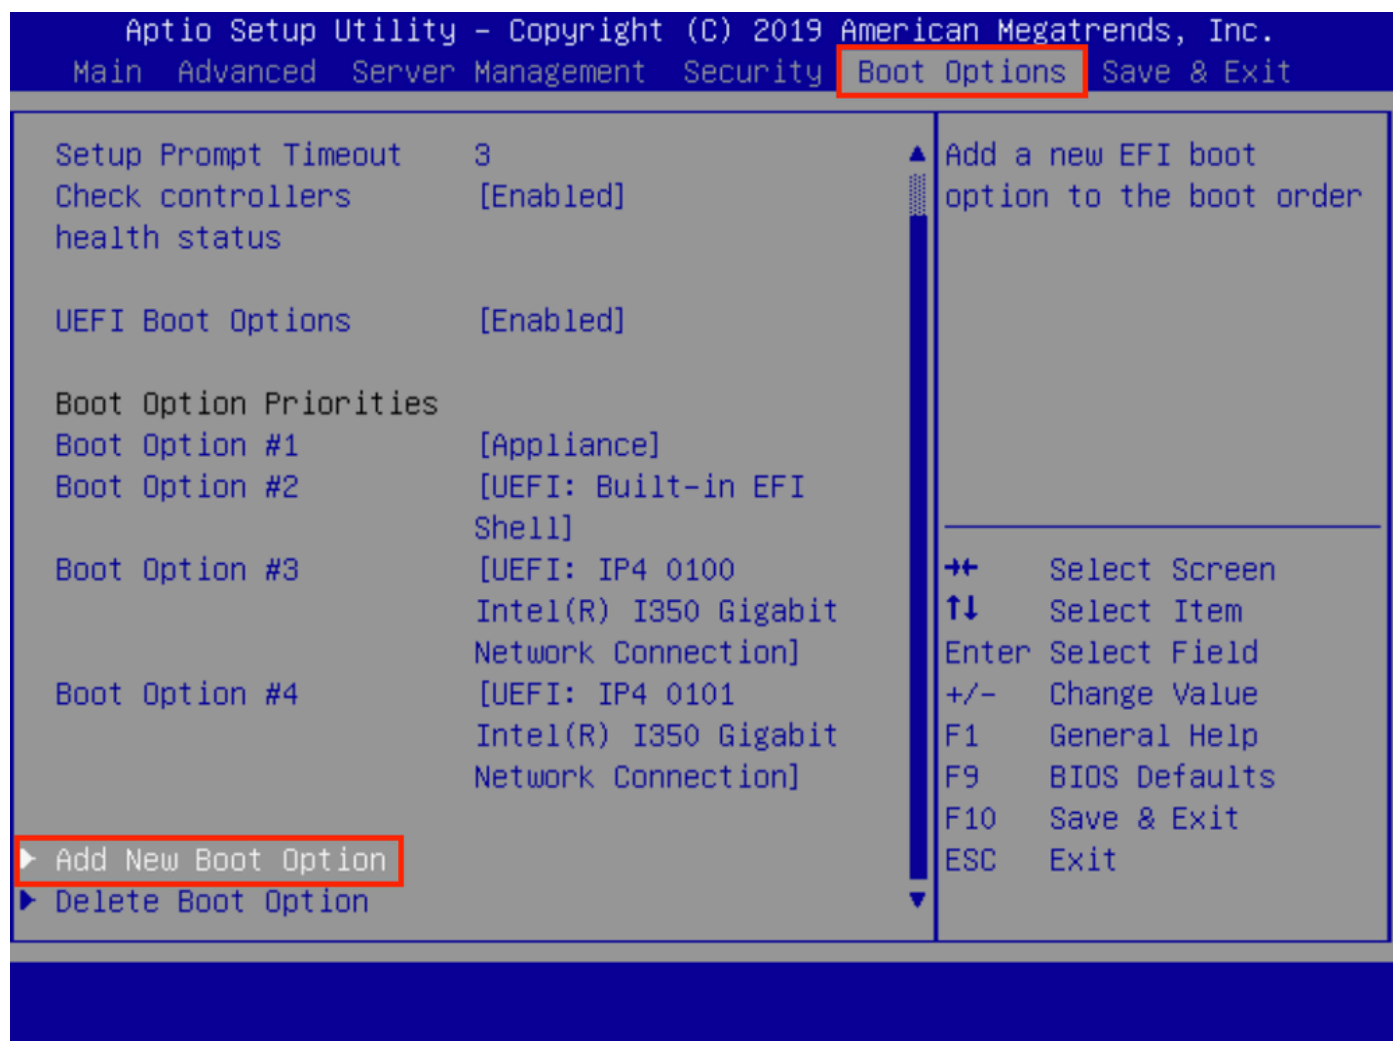 Aptio Setup Utility – Copyright (C) 2019 American Megatrends, Inc.
Main Advanced Server Management Security Boot Options Save & Exit
Setup Prompt Timeout 3
Check controllers [Enabled]
health status
UEFI Boot Options [Enabled]
Boot Option Priorities
Boot Option #1 [Appliance]
Boot Option #2 [UEFI: Built-in EFI
Shell]
Boot Option #3 [UEFI: IP4 0100
Intel(R) I350 Gigabit
Network Connection]
Boot Option #4 [UEFI: IP4 0101
Intel(R) I350 Gigabit
Network Connection]
Add New Boot Option
Delete Boot Option
Add a new EFI boot
option to the boot order
→← Select Screen
↑↓ Select Item
Enter Select Field
+/- Change Value
F1 General Help
F9 BIOS Defaults
F10 Save & Exit
ESC Exit